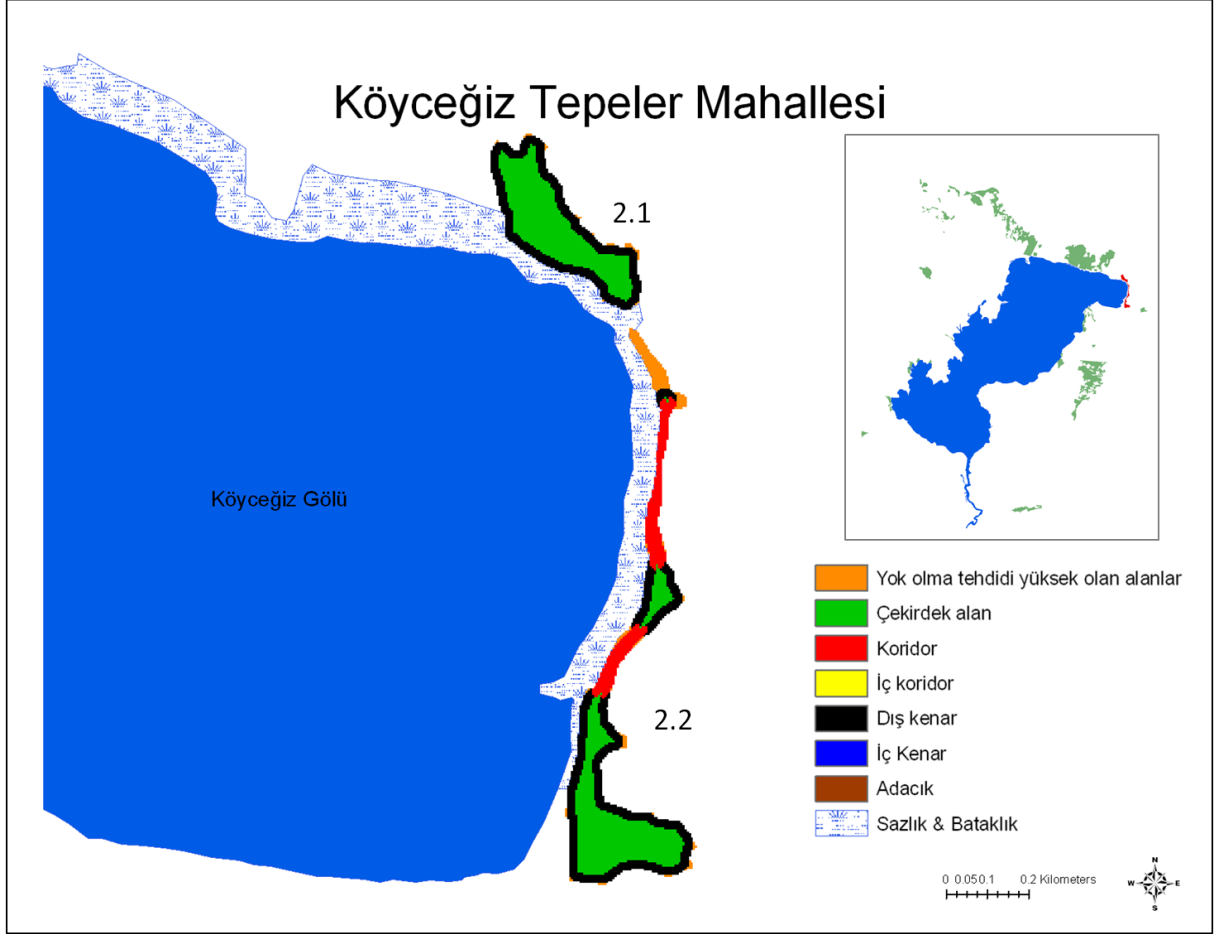 Köyceğiz Tepeler Mahallesi
2.1
Köyceğiz Gölü
2.2
Yok olma tehdidi yüksek olan alanlar
Çekirdek alan
Koridor
İç koridor
Dış kenar
İç Kenar
Adacık
Sazlık & Bataklık
0 0.050.1 0.2 Kilometers
N
W E
S